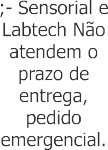 ;- Sensorial e
Labtech Não
atendem o
prazo de
entrega,
pedido
emergencial.